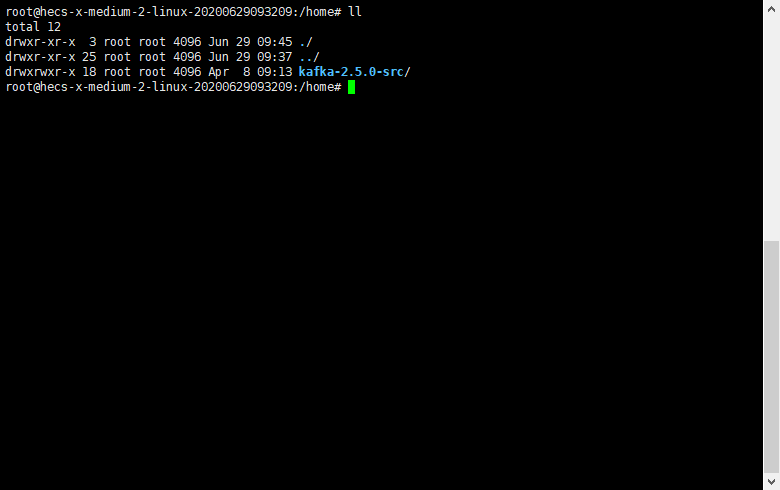 root@hecs-x-medium-2-linux-20200629093209:/home# ll
total 12
drwxr-xr-x  3 root root 4096 Jun 29 09:45 ./
drwxr-xr-x 25 root root 4096 Jun 29 09:37 ../
drwxrwxr-x 18 root root 4096 Apr  8 09:13 kafka-2.5.0-src/
root@hecs-x-medium-2-linux-20200629093209:/home#